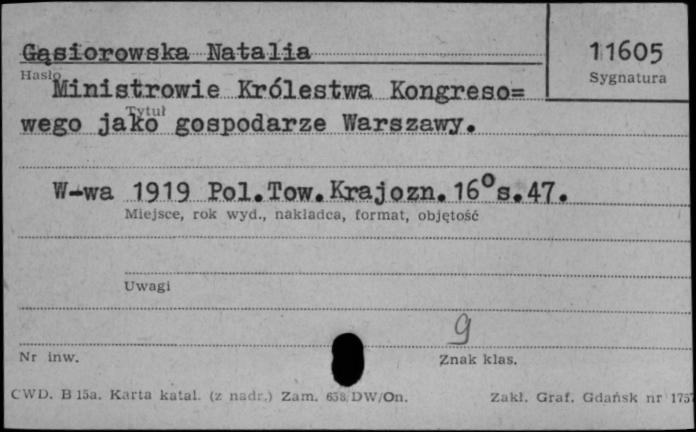 Gąsiorowska Natalia
11605
Hasło
Sygnatura
Ministrowie Królestwa Kongreso=
Tytuł
wego jako gospodarze Warszawy.
W-wa 1919 Pol.Tow.Krajozn.16°s.47.
Miejsce, rok wyd., nakładca, format, objętość
Uwagi
9
Nr inw.
Znak klas.
CWD. B 15a. Karta katal. (z nadr.) Zam. 638/DW/On.
Zakł. Graf. Gdańsk nr 1757